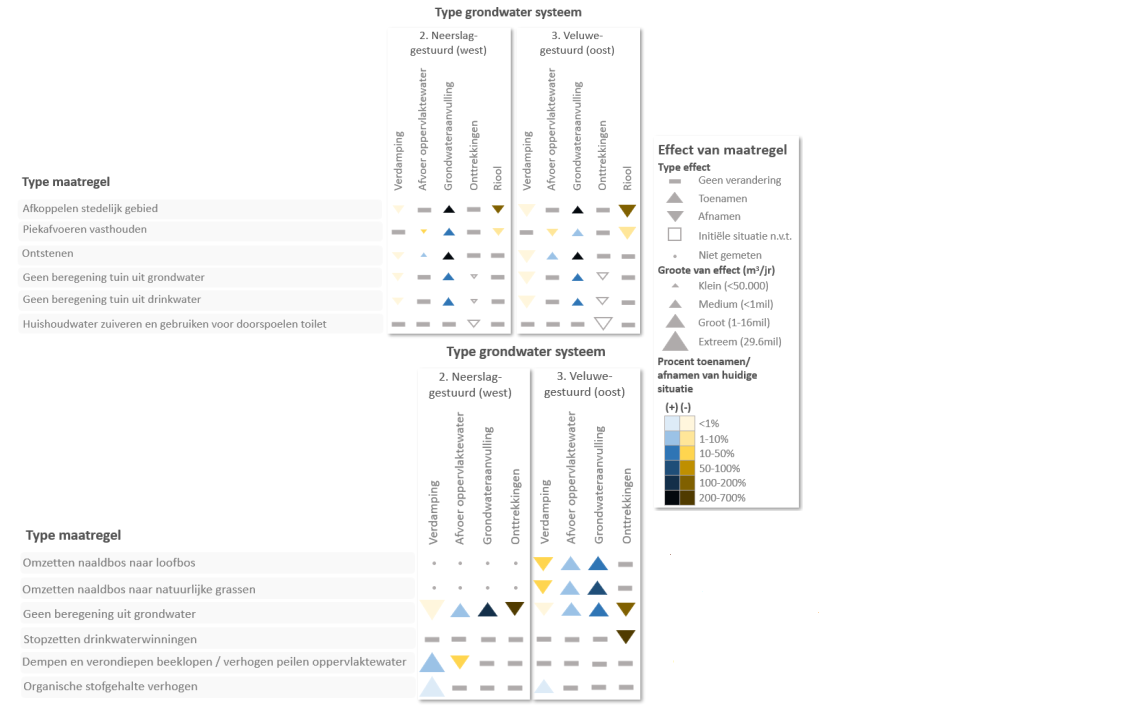 Type grondwater systeem
2. Neerslag-
gestuurd (west)
3. Veluwe-
gestuurd (oost)
Verdamping
Afvoer oppervlaktewater
Grondwateraanvulling
Onttrekkingen
Riool
Verdamping
Afvoer oppervlaktewater
Grondwateraanvulling
Onttrekkingen
Riool
Type maatregel
Afkoppelen stedelijk gebied
Piekafvoeren vasthouden
Ontstenen
Geen beregening tuin uit grondwater
Geen beregening tuin uit drinkwater
Huishoudwater zuiveren en gebruiken voor doorspoelen toilet
Effect van maatregel
Type effect
Geen verandering
Toenamen
Afnamen
Initiële situatie n.v.t.
Niet gemeten
Groote van effect (m³/jr)
Klein (<50.000)
Medium (<1mil)
Groot (1-16mil)
Extreem (29.6mil)
Procent toenamen/
afnamen van huidige
situatie
(+) (-)
<1%
1-10%
10-50%
50-100%
100-200%
200-700%
Type grondwater systeem
2. Neerslag-
gestuurd (west)
3. Veluwe-
gestuurd (oost)
Verdamping
Afvoer oppervlaktewater
Grondwateraanvulling
Onttrekkingen
Verdamping
Afvoer oppervlaktewater
Grondwateraanvulling
Onttrekkingen
Type maatregel
Omzetten naaldbos naar loofbos
Omzetten naaldbos naar natuurlijke grassen
Geen beregening uit grondwater
Stopzetten drinkwaterwinningen
Dempen en verondiepen beeklopen / verhogen peilen oppervlaktewater
Organische stofgehalte verhogen